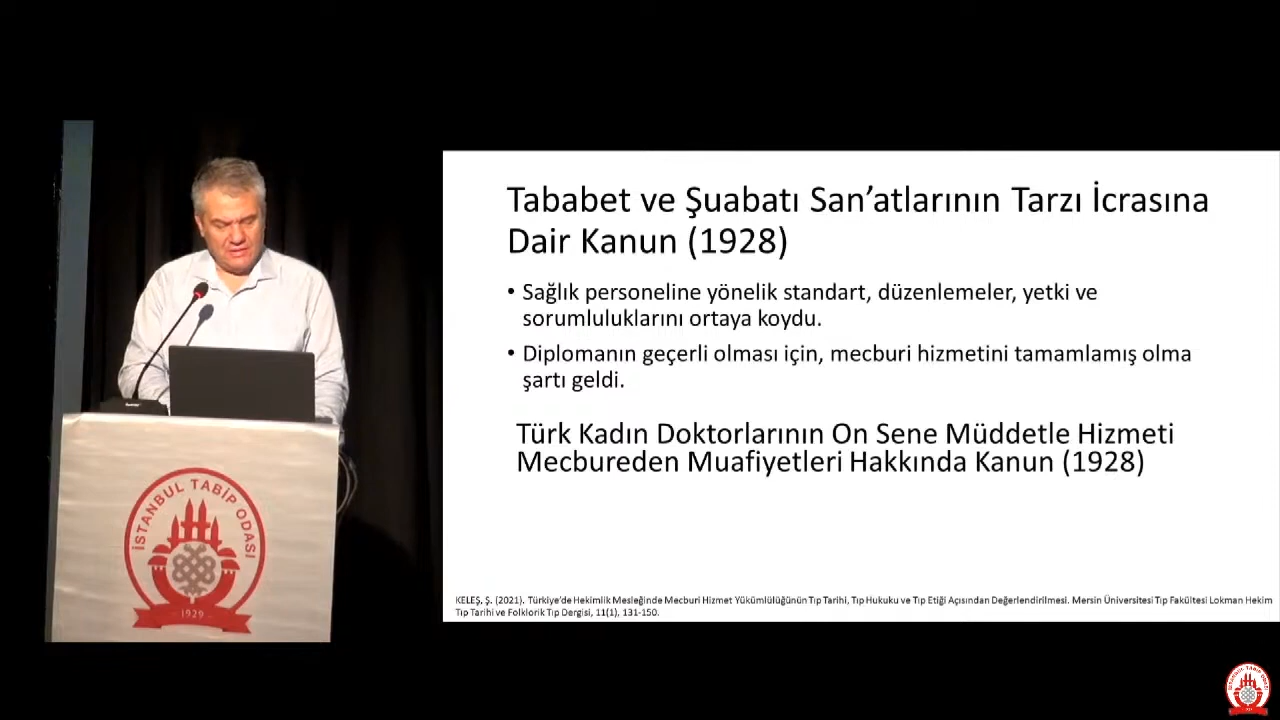 Tababet ve Şuabatı San’atlarının Tarzı İcrasına
Dair Kanun (1928)
• Sağlık personeline yönelik standart, düzenlemeler, yetki ve
sorumluluklarını ortaya koydu.
• Diplomanın geçerli olması için, mecburi hizmetini tamamlamış olma
şartı geldi.
Türk Kadın Doktorlarının On Sene Müddetle Hizmeti
Mecbureden Muafiyetleri Hakkında Kanun (1928)
KELEŞ, Ş. (2021). Türkiye’de Hekimlik Mesleğinde Mecburi Hizmet Yükümlülüğünün Tıp Tarihi, Tıp Hukuku ve Tıp Etiği Açısından Değerlendirilmesi. Mersin Üniversitesi Tıp Fakültesi Lokman Hekim
Tıp Tarihi ve Folklorik Tıp Dergisi, 11(1), 131-150.
İSTANBUL TABİP ODASI
1929
İSTANBUL TABİP ODASI